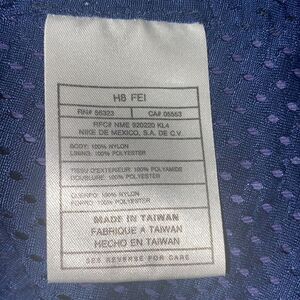 H8 FEI
RN# 56323 CA# 05553
RFC# NME 920220 KL4
NIKE DE MEXICO, S.A. DE C.V.
BODY: 100% NYLON
LINING: 100% POLYESTER
TISSU D'EXTERIEUR: 100% POLYAMIDE
DOUBLURE: 100% POLYESTER
CUERPO: 100% NYLON
FORRO: 100% POLYESTER
MADE IN TAIWAN
FABRIQUE A TAIWAN
HECHO EN TAIWAN
SEE REVERSE FOR CARE